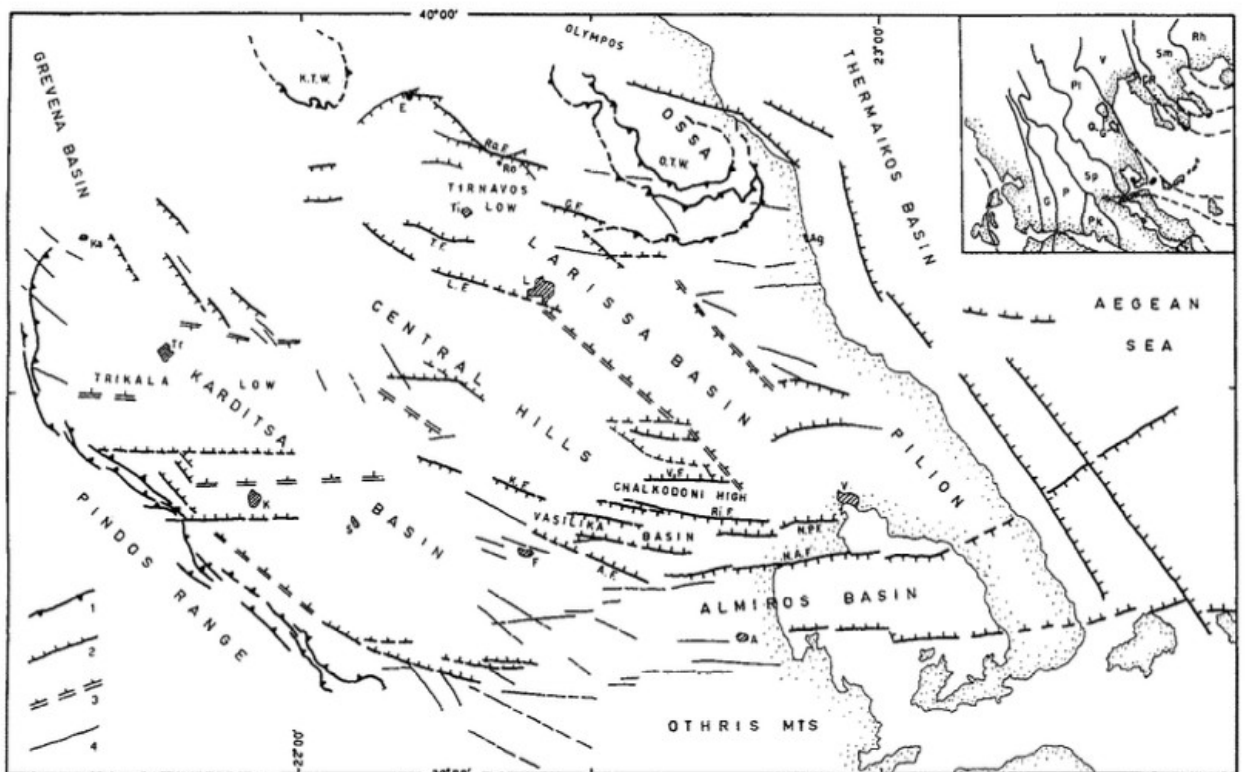 40°00'
OLYMPOS
23°00'
GREVENA BASIN
K.T.W.
E
OSSA
O.T.W.
THERMAIKOS BASIN
Rh
Sm
V
Pl
CR
O
Sp
P
G
PK
Ro.F.
Ro
TIRNAVOS
LOW
Ti
G.F.
T.F.
Ag
Ka
L.F.
L
LARISSA BASIN
AEGEAN
SEA
CENTRAL HILLS
Tr
TRIKALA LOW
KARDITSA BASIN
PILION
V.F.
CHALKODONI HIGH
K.F.
Ri.F.
V
K
VASILIKA BASIN
N.P.F.
F
A.F.
N.A.F.
PINDOS RANGE
ALMIROS BASIN
A
1
2
3
4
OTHRIS MTS
22°00'